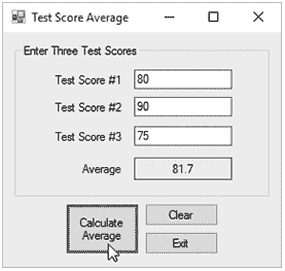 Test Score Average
Enter Three Test Scores
Test Score #1 80
Test Score #2 90
Test Score #3 75
Average 81.7
Calculate
Average
Clear
Exit